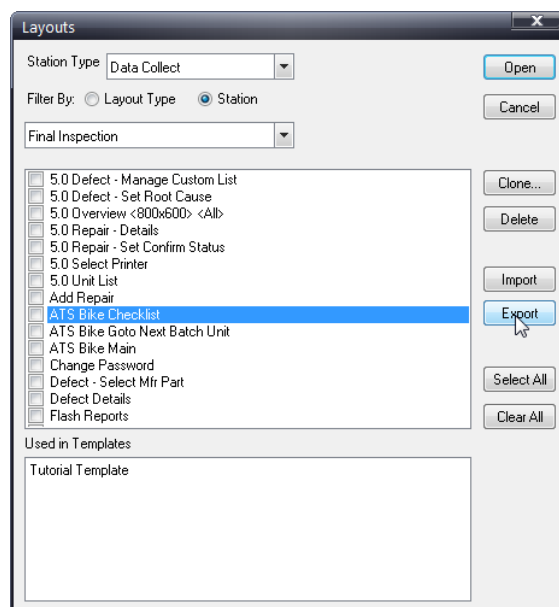 Layouts
X
Station Type Data Collect
Open
Filter By: Layout Type Station
Cancel
Final Inspection
5.0 Defect - Manage Custom List
Clone...
5.0 Defect - Set Root Cause
5.0 Overview <800x600> <All>
Delete
5.0 Repair - Details
5.0 Repair - Set Confirm Status
5.0 Select Printer
5.0 Unit List
Import
Add Repair
ATS Bike Checklist
Export
ATS Bike Goto Next Batch Unit
ATS Bike Main
Change Password
Defect - Select Mfr Part
Select All
Defect Details
Flash Reports
Clear All
Used in Templates
Tutorial Template